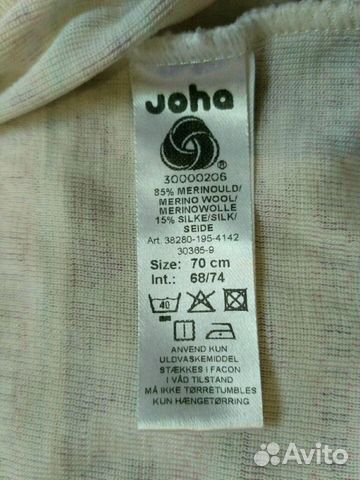 Joha
®
30000206
85% MERINOULD/
MERINO WOOL/
MERINOWOLLE
15% SILKE/SILK/
SEIDE
Art. 38280-195-4142
30365-9
Size: 70 cm
Int.: 68/74
40
ANVEND KUN
ULDVASKEMIDDEL
STRÆKKES I FACON
I VÅD TILSTAND
MÅ IKKE TØRRETUMBLES
KUN HÆNGETØRRING
Avito